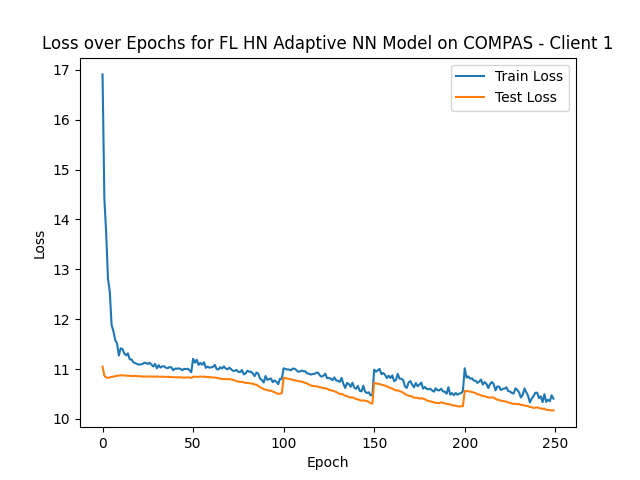 Loss over Epochs for FL HN Adaptive NN Model on COMPAS - Client 1
Train Loss
Test Loss
17
16
15
14
13
12
11
10
Loss
0
50
100
150
200
250
Epoch